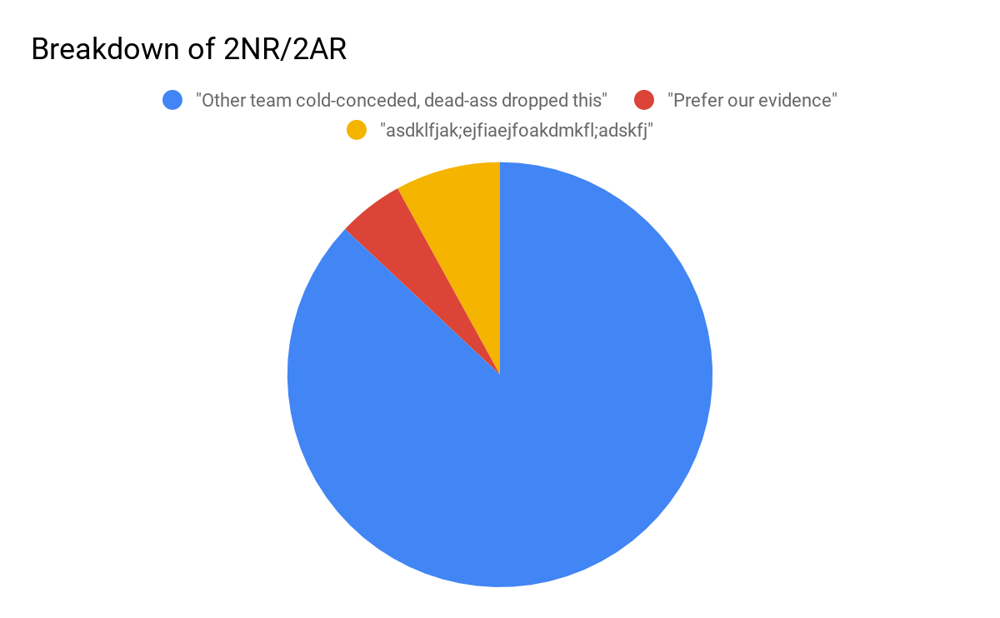 Breakdown of 2NR/2AR
"Other team cold-conceded, dead-ass dropped this" "Prefer our evidence"
"asdklfjak;ejfiaejfoakdmkfl;adskfj"